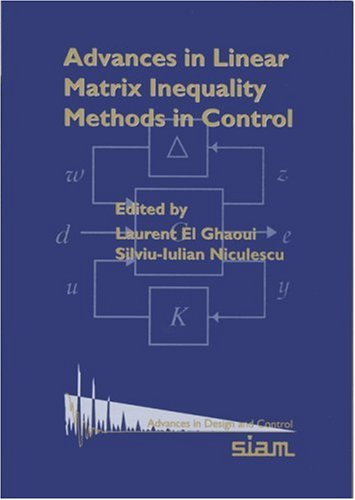 Advances in Linear
Matrix Inequality
Methods in Control
Δ
w
z
Edited by
d
G
e
Laurent El Ghaoui
Silviu-Iulian Niculescu
u
y
K
Advances in Design and Control
siam